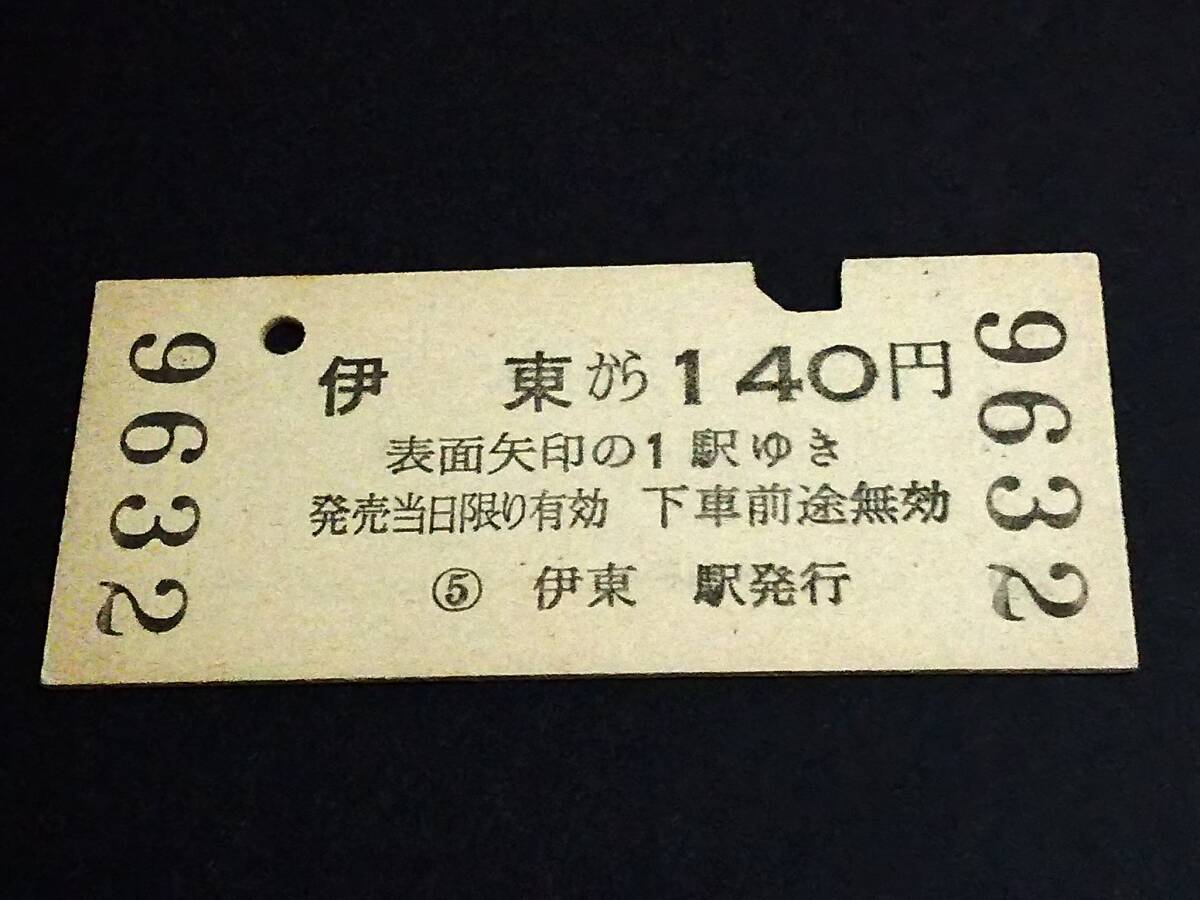 伊東から140円
表面矢印の1駅ゆき
発売当日限り有効 下車前途無効
⑤ 伊東 駅発行
9632
9632